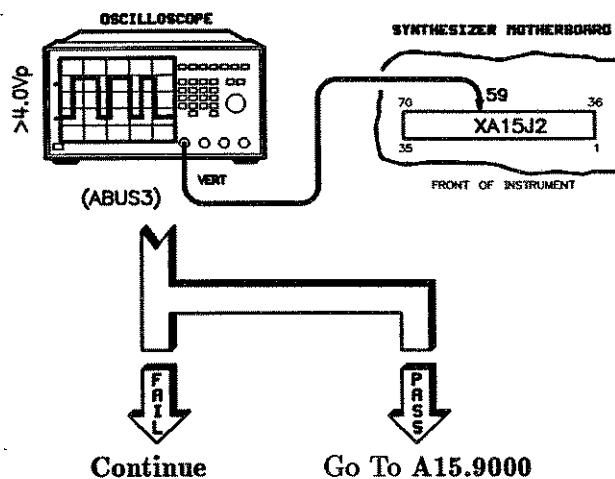 OSCILLOSCOPE
SYNTHESIZER MOTHERBOARD
>4.0Vp
59
70
36
XA15J2
35
1
VERT
FRONT OF INSTRUMENT
(ABUS3)
FAIL
PASS
Continue
Go To A15.9000